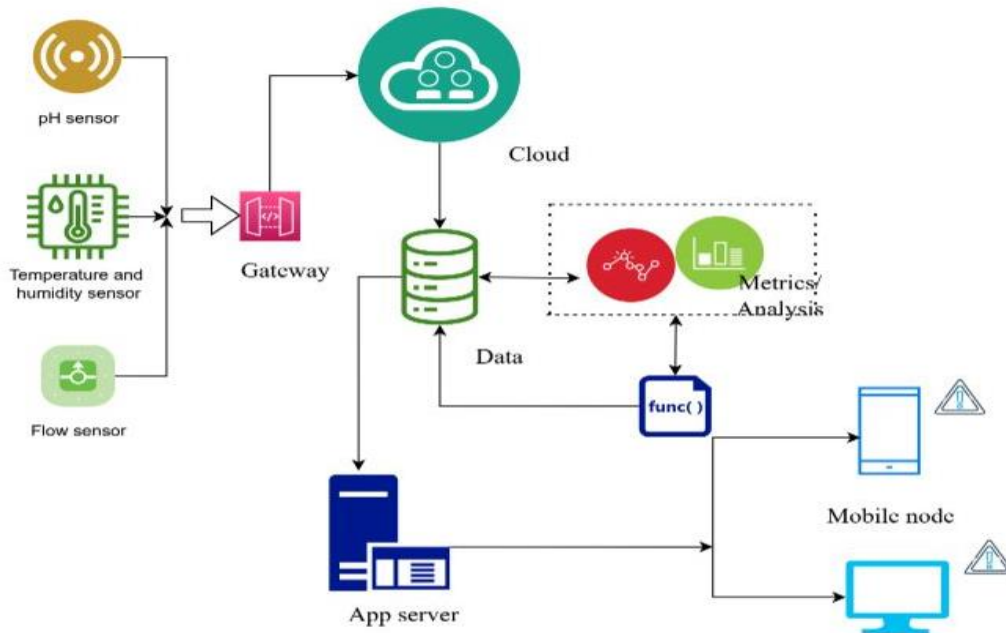 pH sensor
Cloud
</>
Gateway
Temperature and
humidity sensor
Metrics/
Analysis
Data
func( )
Flow sensor
Mobile node
App server